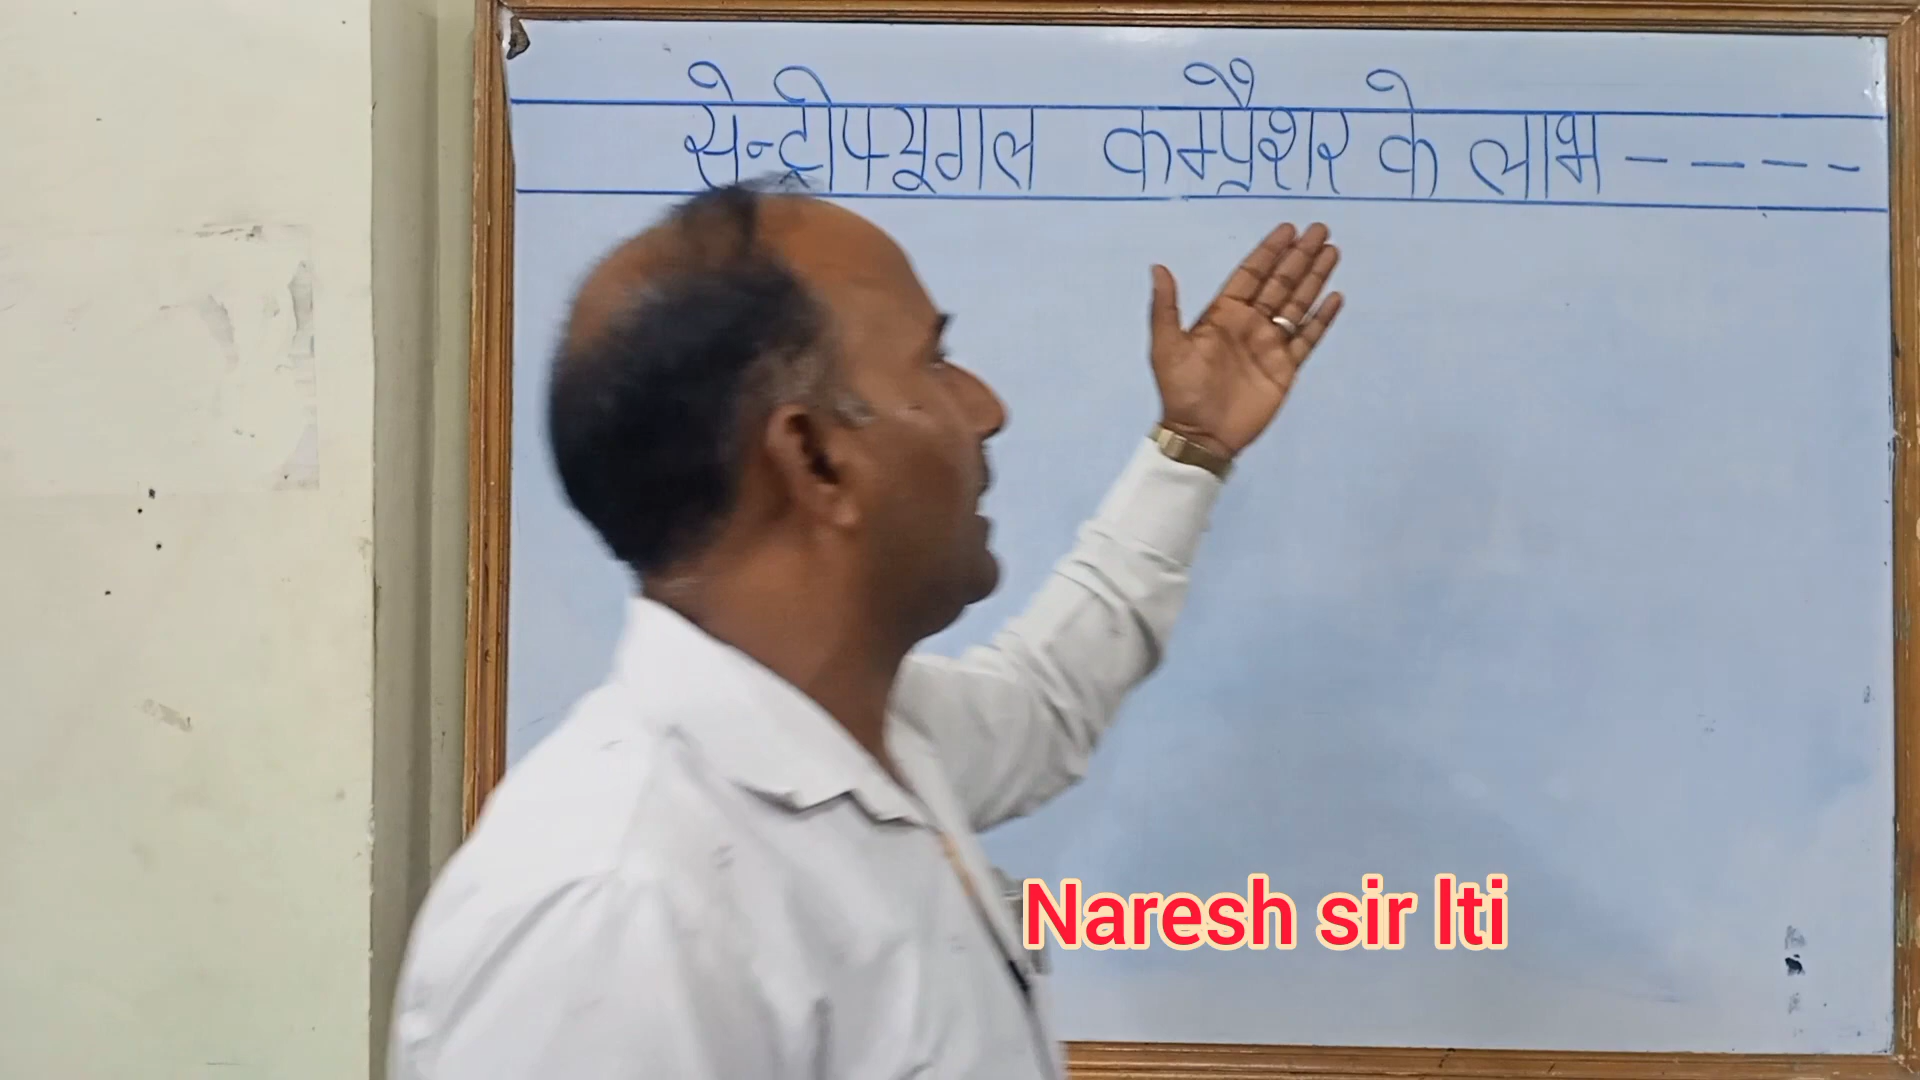 सेन्ट्रीफ्यूगल कम्प्रैशर के लाभ - - - -
Naresh sir Iti